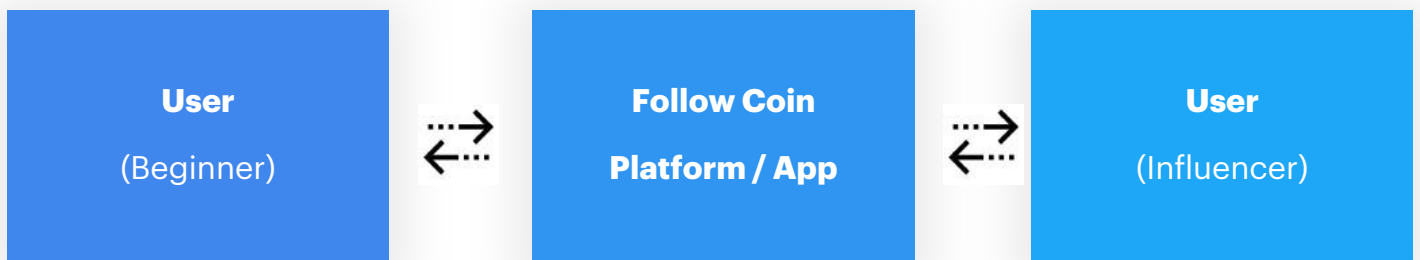 User
(Beginner)
Follow Coin
Platform / App
User
(Influencer)